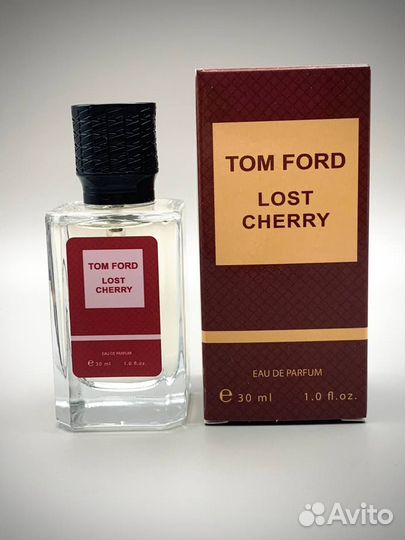 TOM FORD
LOST
CHERRY
EAU DE PARFUM
e 30 ml 1.0 fl.oz.
TOM FORD
LOST
CHERRY
EAU DE PARFUM
e 30 ml 1.0 fl.oz.
Avito